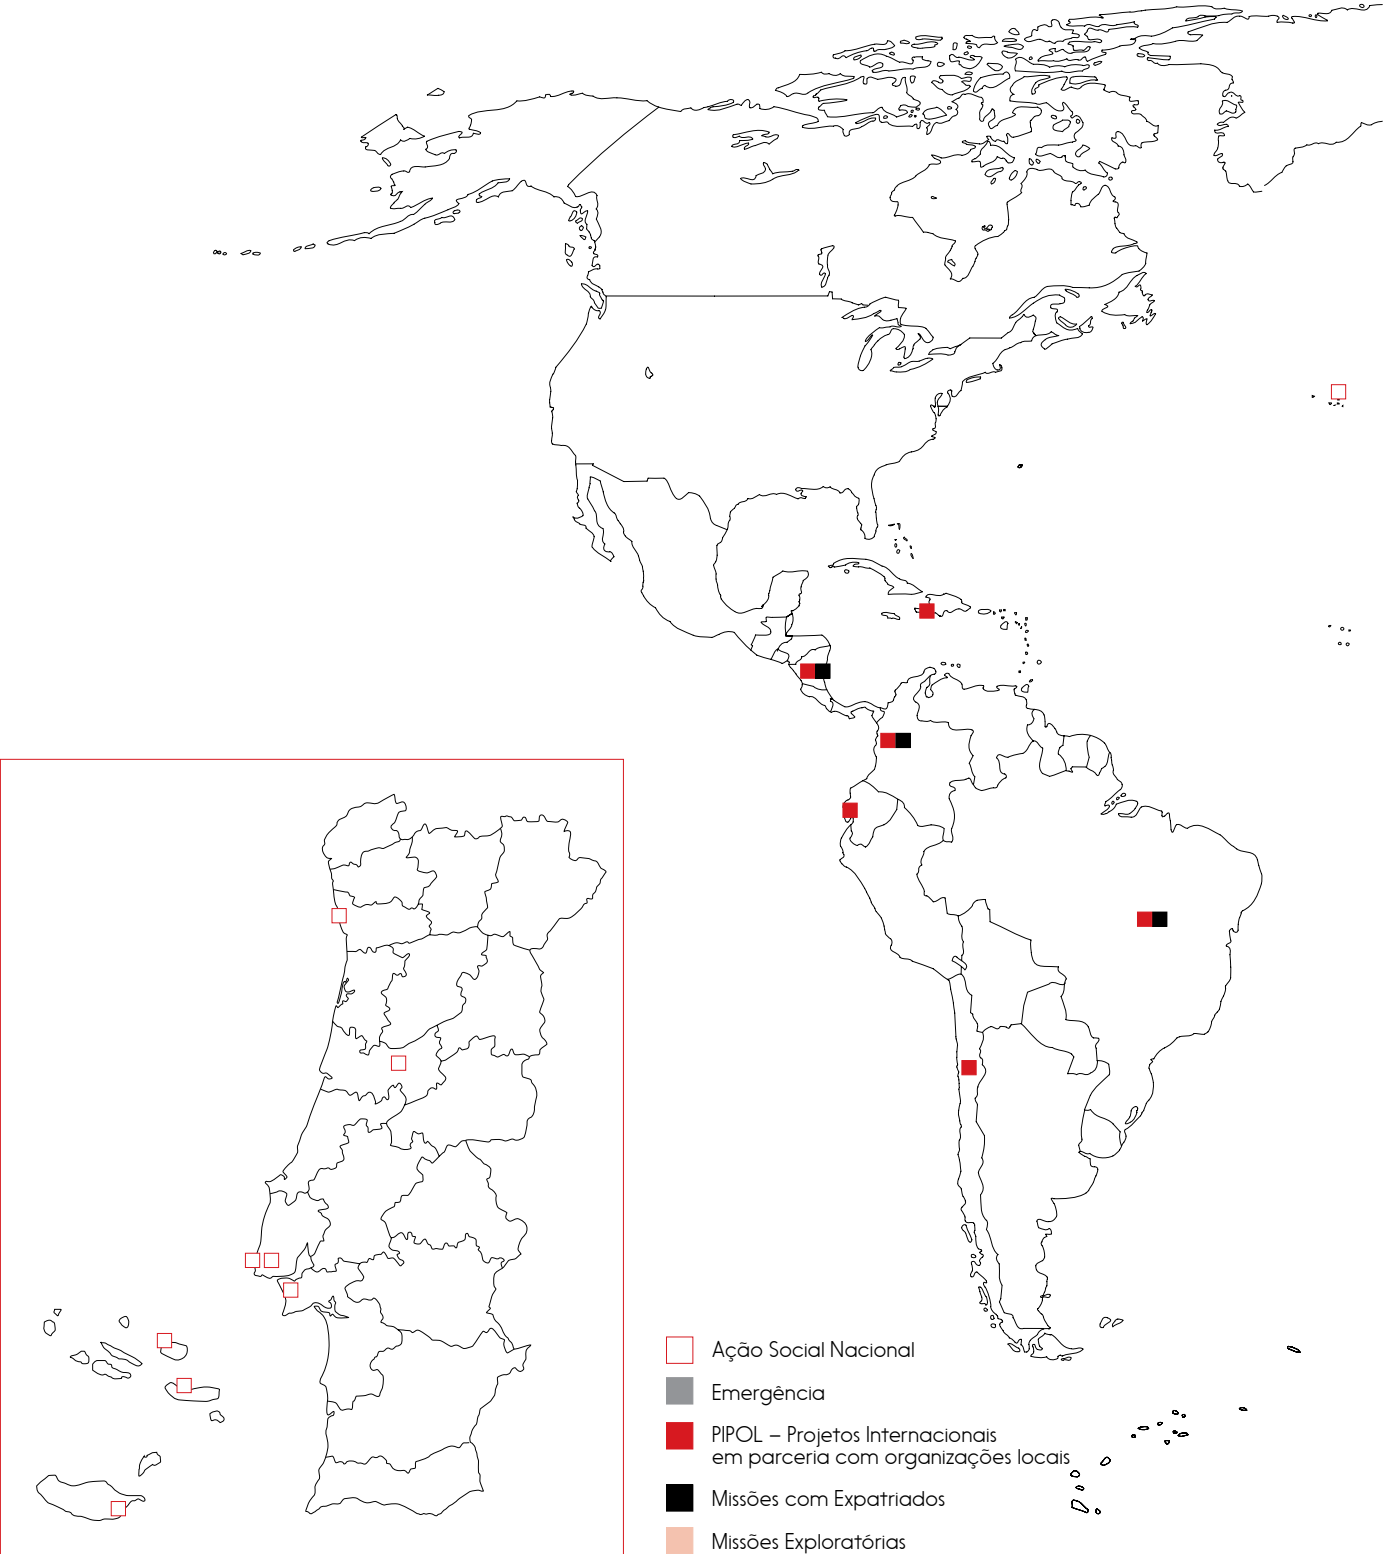 Ação Social Nacional
Emergência
PIPOL – Projetos Internacionais
em parceria com organizações locais
Missões com Expatriados
Missões Exploratórias